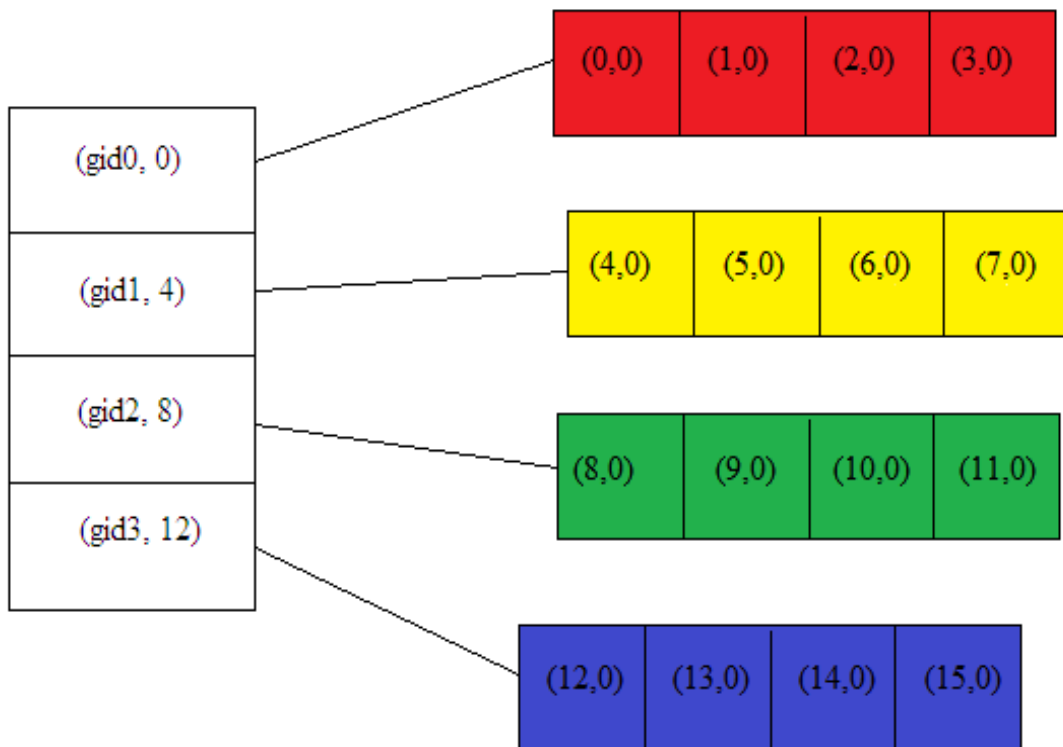 (gid0, 0)
(gid1, 4)
(gid2, 8)
(gid3, 12)
(0,0) (1,0) (2,0) (3,0)
(4,0) (5,0) (6,0) (7,0)
(8,0) (9,0) (10,0) (11,0)
(12,0) (13,0) (14,0) (15,0)